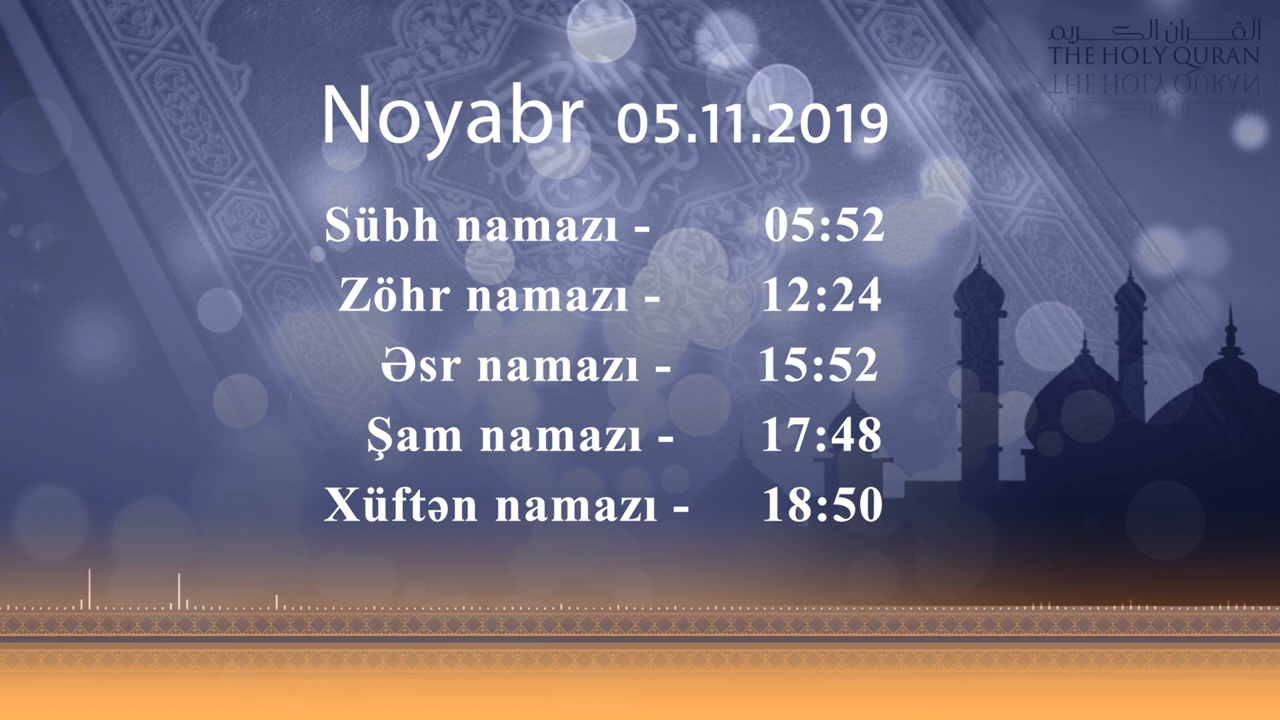 القرآن الكريم
THE HOLY QURAN
Noyabr 05.11.2019
Sübh namazı - 05:52
Zöhr namazı - 12:24
Əsr namazı - 15:52
Şam namazı - 17:48
Xüftən namazı - 18:50